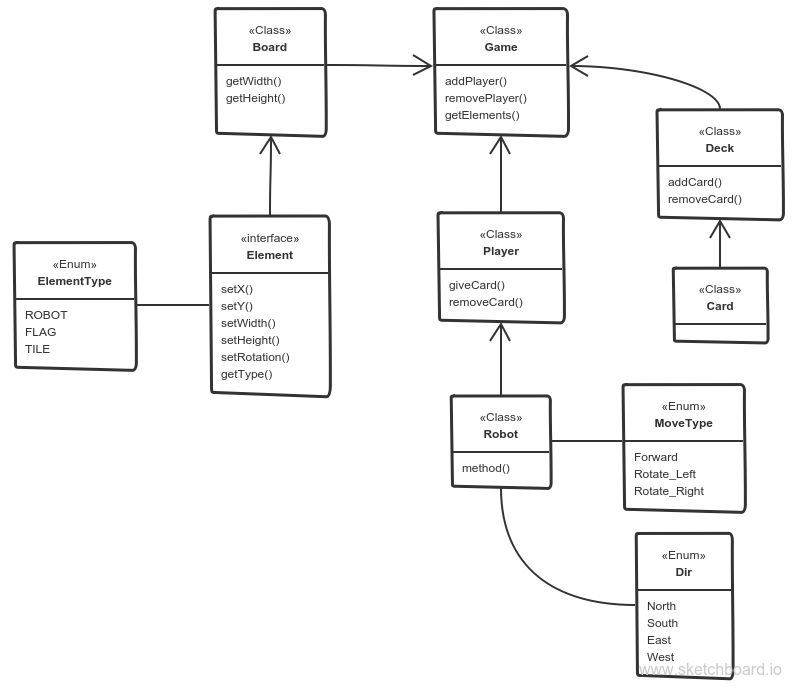 «Class»
Board
getWidth()
getHeight()
«Class»
Game
addPlayer()
removePlayer()
getElements()
«Class»
Deck
addCard()
removeCard()
«Enum»
ElementType
ROBOT
FLAG
TILE
«interface»
Element
setX()
setY()
setWidth()
setHeight()
setRotation()
getType()
«Class»
Player
giveCard()
removeCard()
«Class»
Card
«Class»
Robot
method()
«Enum»
MoveType
Forward
Rotate_Left
Rotate_Right
«Enum»
Dir
North
South
East
West
www.sketchboard.io